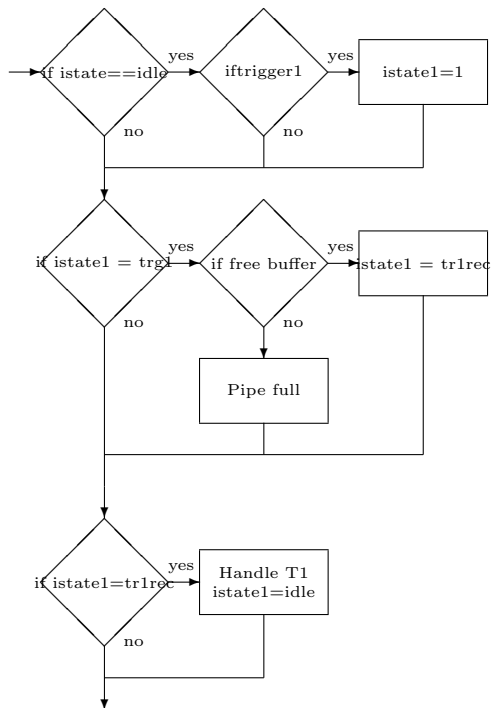 if istate==idle
yes
iftrigger1
yes
istate1=1
no
no
if istate1 = trg1
yes
if free buffer
yes
istate1 = tr1rec
no
no
Pipe full
if istate1=tr1rec
yes
Handle T1
istate1=idle
no